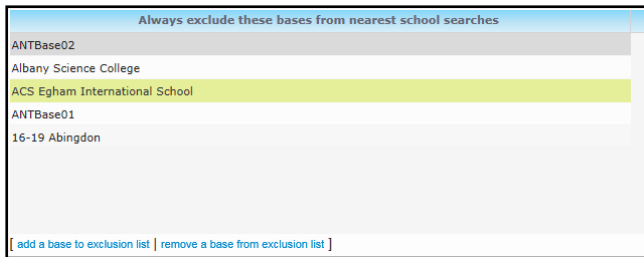 Always exclude these bases from nearest school searches
ANTBase02
Albany Science College
ACS Egham International School
ANTBase01
16-19 Abingdon
[ add a base to exclusion list | remove a base from exclusion list ]